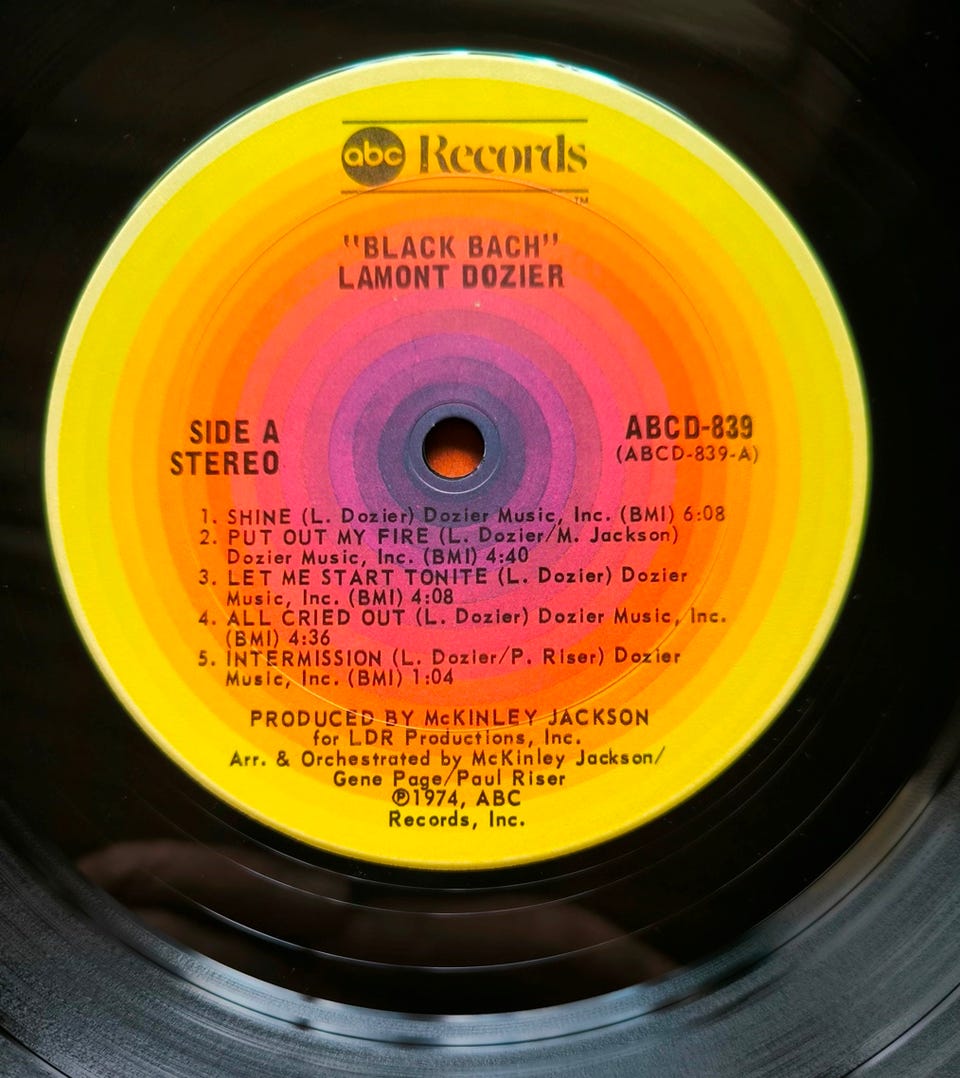 abc Records
™
"BLACK BACH"
LAMONT DOZIER
SIDE A
STEREO
ABCD-839
(ABCD-839-A)
1. SHINE (L. Dozier) Dozier Music, Inc. (BMI) 6:08
2. PUT OUT MY FIRE (L. Dozier/M. Jackson)
Dozier Music, Inc. (BMI) 4:40
3. LET ME START TONITE (L. Dozier) Dozier
Music, Inc. (BMI) 4:08
4. ALL CRIED OUT (L. Dozier) Dozier Music, Inc.
(BMI) 4:36
5. INTERMISSION (L. Dozier/P. Riser) Dozier
Music, Inc. (BMI) 1:04
PRODUCED BY McKINLEY JACKSON
for LDR Productions, Inc.
Arr. & Orchestrated by McKinley Jackson/
Gene Page/Paul Riser
℗1974, ABC
Records, Inc.